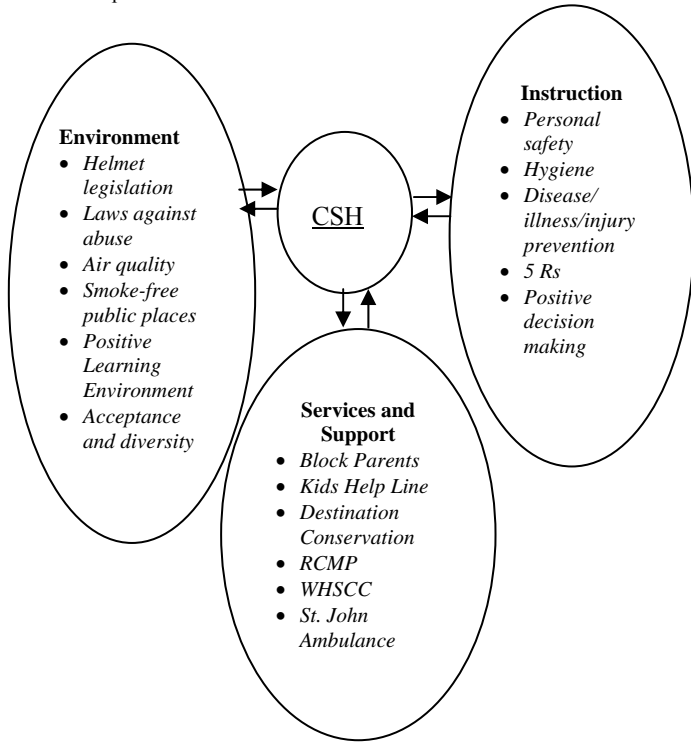 Environment
• Helmet
legislation
• Laws against
abuse
• Air quality
• Smoke-free
public places
• Positive
Learning
Environment
• Acceptance
and diversity
CSH
Instruction
• Personal
safety
• Hygiene
• Disease/
illness/injury
prevention
• 5 Rs
• Positive
decision
making
Services and
Support
• Block Parents
• Kids Help Line
• Destination
Conservation
• RCMP
• WHSCC
• St. John
Ambulance